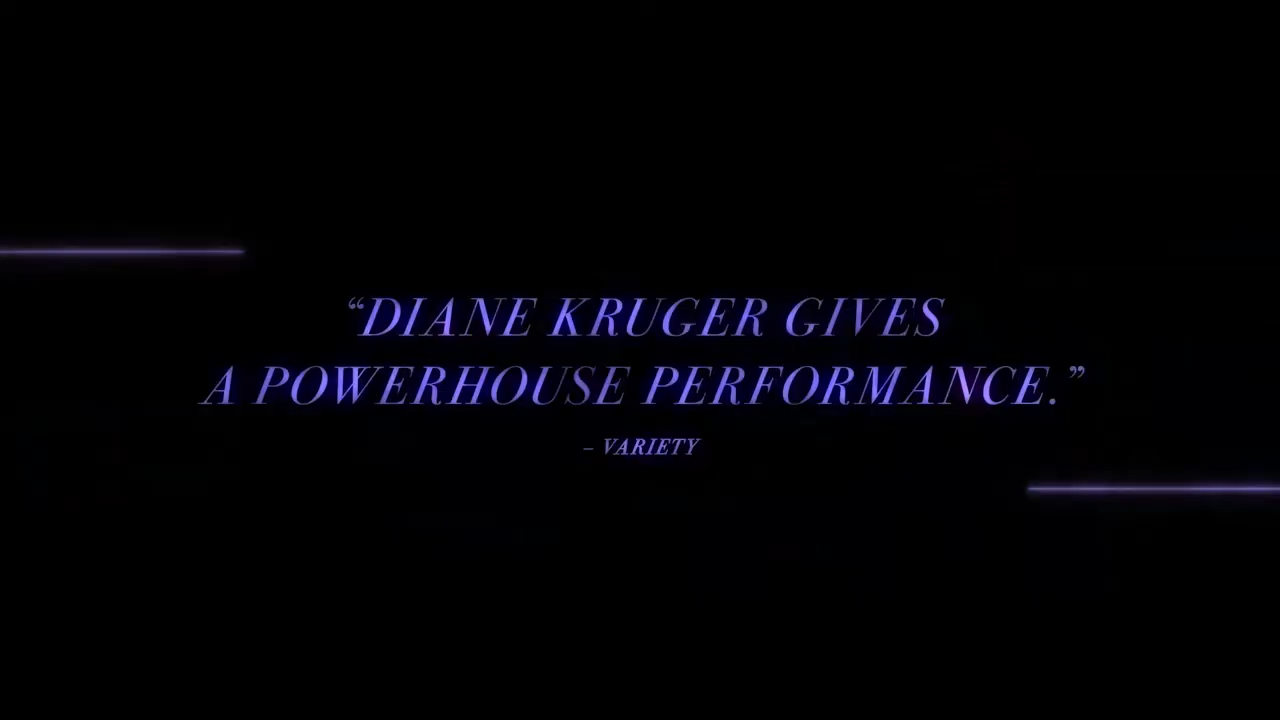 “DIANE KRUGER GIVES
A POWERHOUSE PERFORMANCE.”
– VARIETY